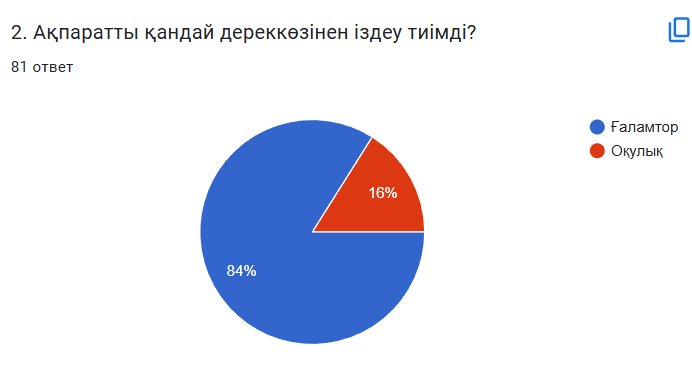 2. Ақпаратты қандай дереккөзінен іздеу тиімді?
81 ответ
Ғаламтор
Оқулық
16%
84%